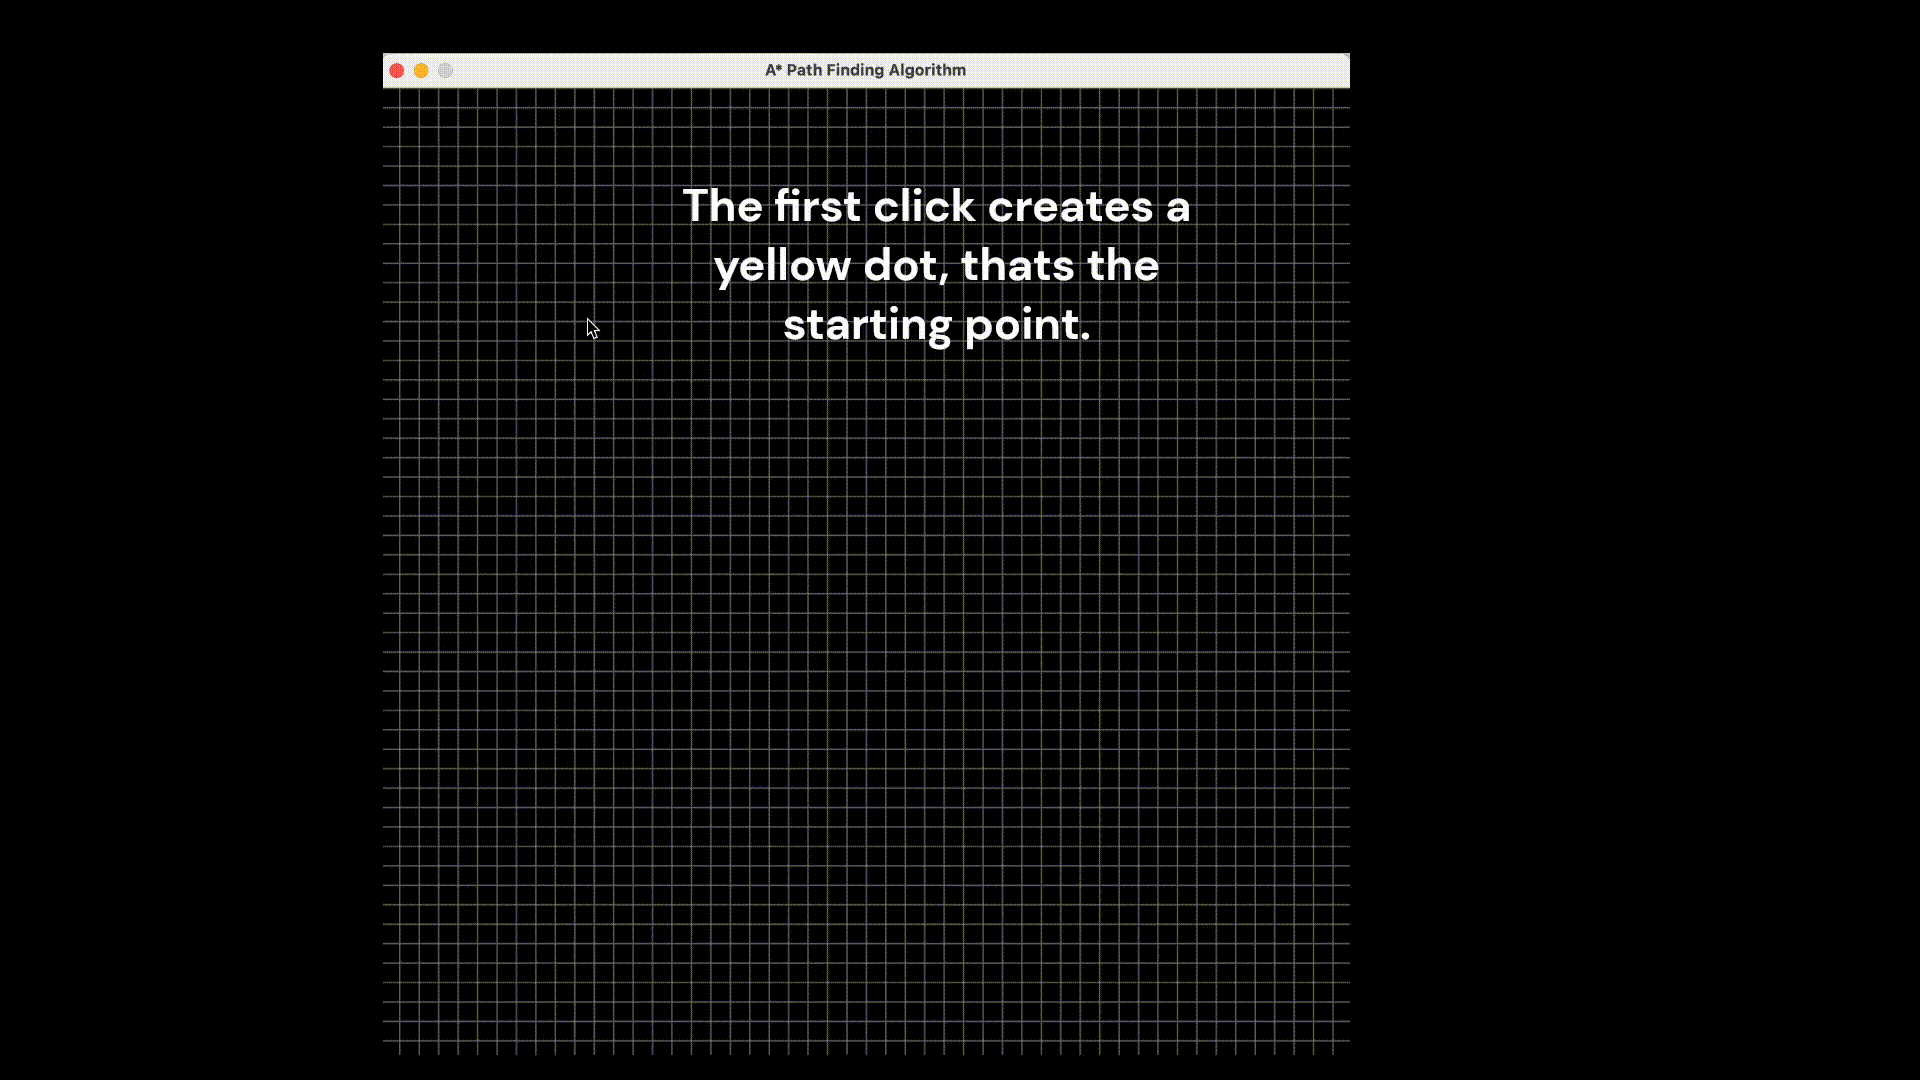 A* Path Finding Algorithm
The first click creates a
yellow dot, thats the
starting point.